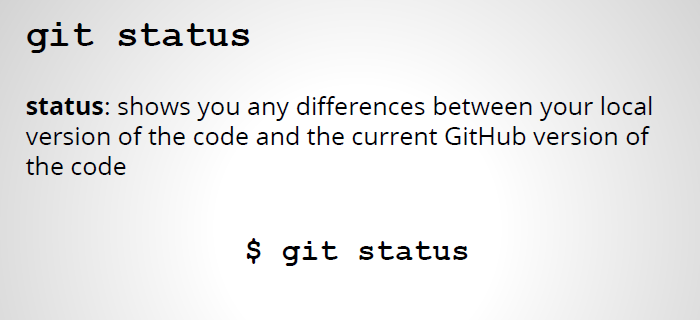 git status
status: shows you any differences between your local
version of the code and the current GitHub version of
the code
$ git status